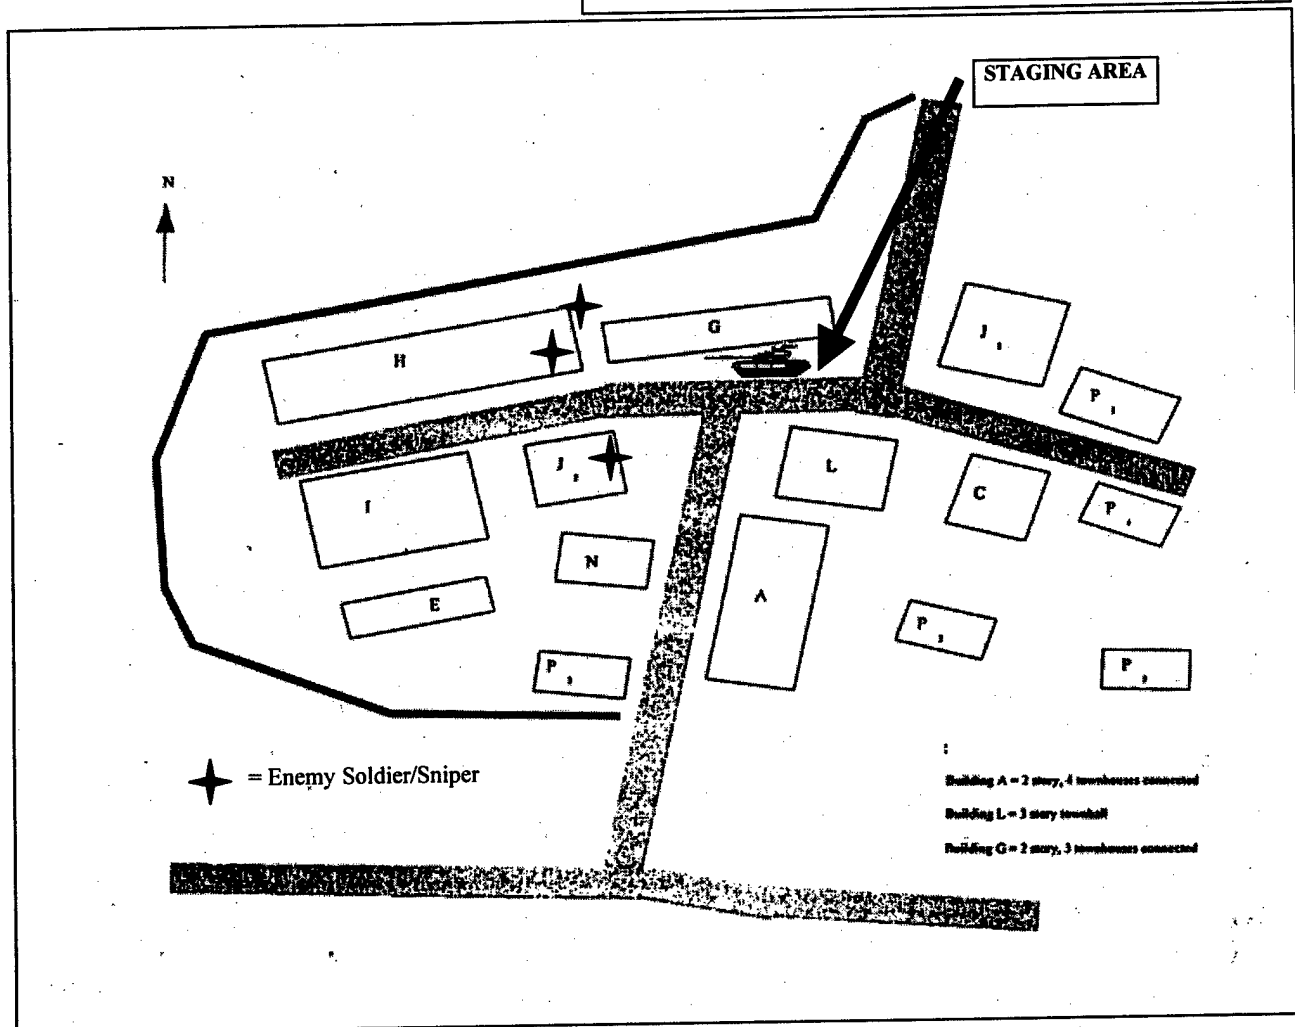 STAGING AREA
N
G
H
J
P
J
L
C
P
I
N
E
A
P
P
P
= Enemy Soldier/Sniper
:
Building A = 2 story, 4 townhouses connected
Building L = 3 story townhall
Building G = 2 story, 3 townhouses connected